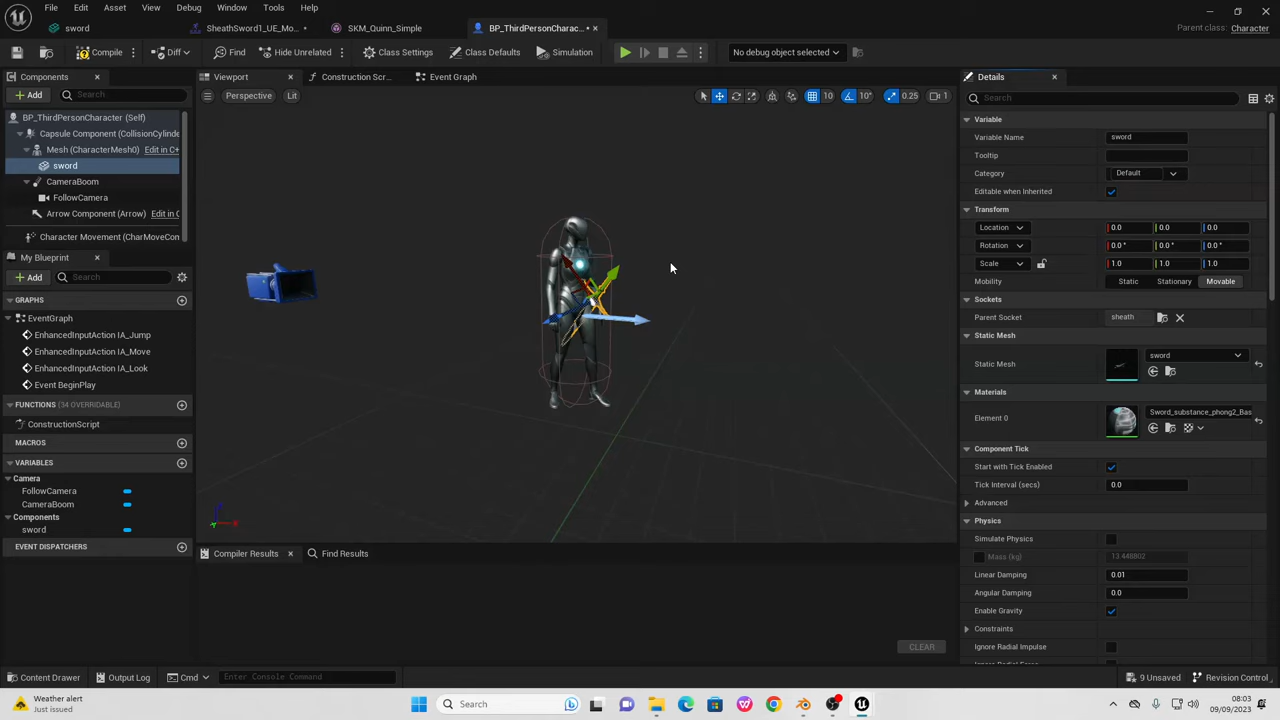 File Edit Asset View Debug Window Tools Help
sword
SheathSword1_UE_Mo...
SKM_Quinn_Simple
BP_ThirdPersonCharac...
Parent class: Character
Compile
Diff
Find
Hide Unrelated
Class Settings
Class Defaults
Simulation
No debug object selected
Components
Viewport
Construction Scr...
Event Graph
Details
Add
Search
Perspective
Lit
10
10°
0.25
1
Search
BP_ThirdPersonCharacter (Self)
Capsule Component (CollisionCylinde
Mesh (CharacterMesh0) Edit in C+
sword
CameraBoom
FollowCamera
Arrow Component (Arrow) Edit in C
Character Movement (CharMoveCon
My Blueprint
Add
Search
GRAPHS
EventGraph
EnhancedInputAction IA_Jump
EnhancedInputAction IA_Move
EnhancedInputAction IA_Look
Event BeginPlay
FUNCTIONS (34 OVERRIDABLE)
ConstructionScript
MACROS
VARIABLES
Camera
FollowCamera
CameraBoom
Components
sword
EVENT DISPATCHERS
Variable
Variable Name sword
Tooltip
Category Default
Editable when Inherited
Transform
Location 0.0 0.0 0.0
Rotation 0.0 ° 0.0 ° 0.0 °
Scale 1.0 1.0 1.0
Mobility Static Stationary Movable
Sockets
Parent Socket sheath
Static Mesh
Static Mesh sword
Materials
Element 0 Sword_substance_phong2_Bas
Component Tick
Start with Tick Enabled
Tick Interval (secs) 0.0
Advanced
Physics
Simulate Physics
Mass (kg) 13.448802
Linear Damping 0.01
Angular Damping 0.0
Enable Gravity
Constraints
Ignore Radial Impulse
Compiler Results
Find Results
CLEAR
Content Drawer
Output Log
Cmd
Enter Console Command
9 Unsaved
Revision Control
Weather alert
Just issued
Search
08:03
09/09/2023